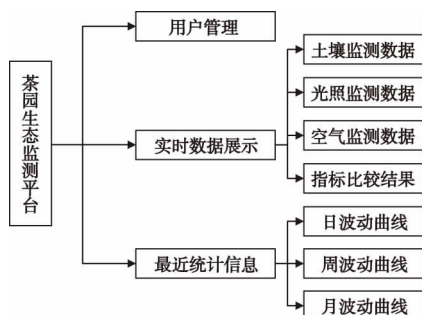 茶园生态监测平台
用户管理
实时数据展示
土壤监测数据
光照监测数据
空气监测数据
指标比较结果
最近统计信息
日波动曲线
周波动曲线
月波动曲线